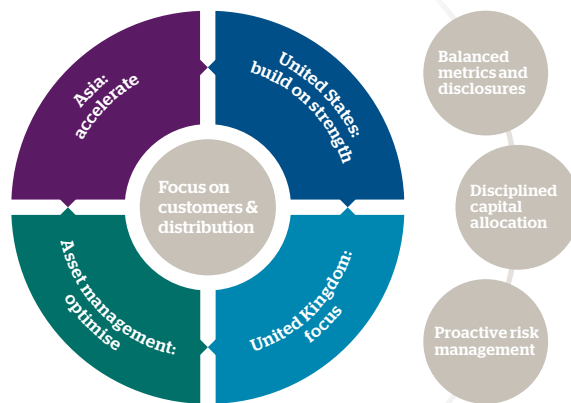 Asia:
accelerate
United States:
build on strength
Focus on
customers &
distribution
Asset management:
optimise
United Kingdom:
focus
Balanced
metrics and
disclosures
Disciplined
capital
allocation
Proactive risk
management